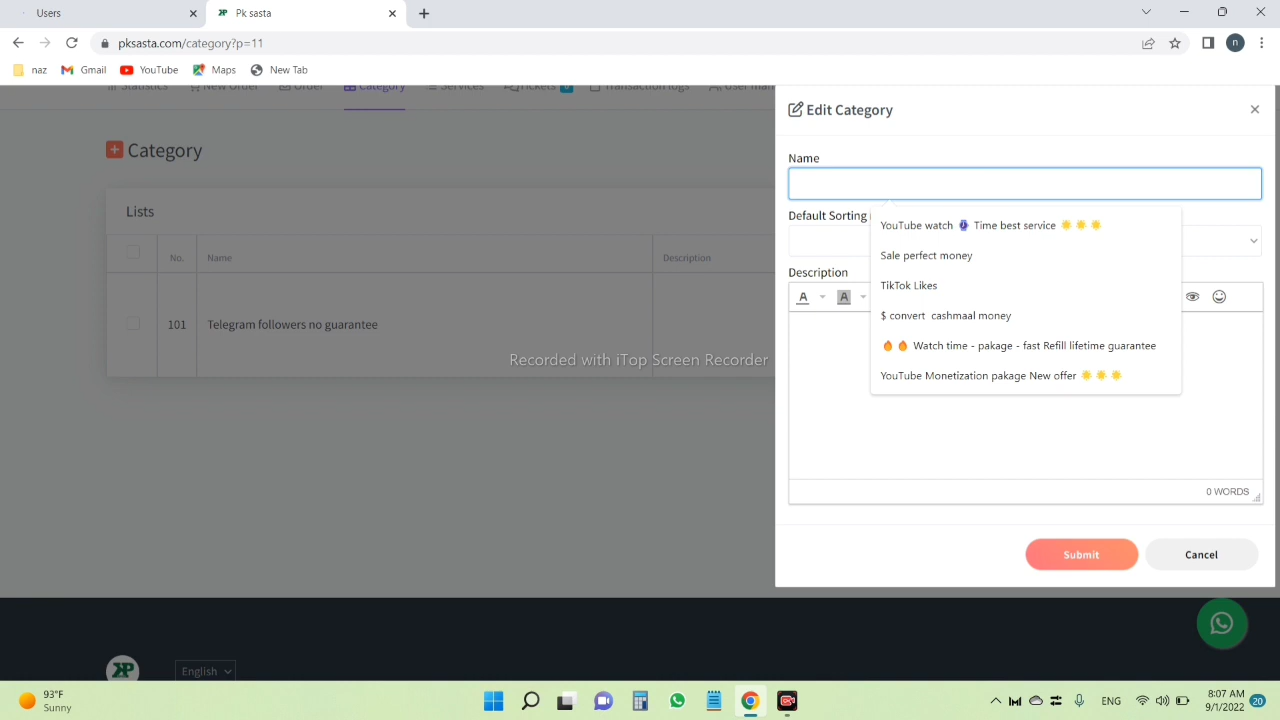 Users
Pk sasta
pksasta.com/category?p=11
n
naz
Gmail
YouTube
Maps
New Tab
Statistics
New Order
Order
Category
Services
Tickets
0
Transaction logs
User man
Edit Category
Category
Name
Lists
Default Sorting
YouTube watch ⌚ Time best service ☀️ ☀️ ☀️
Sale perfect money
No.
Name
Description
Description
TikTok Likes
A
A
101
Telegram followers no guarantee
$ convert cashmaal money
🔥 🔥 Watch time - pakage - fast Refill lifetime guarantee
Recorded with iTop Screen Recorder
YouTube Monetization pakage New offer ☀️ ☀️ ☀️
0 WORDS
Submit
Cancel
KP
English
93°F
Sunny
ENG
8:07 AM
9/1/2022
20